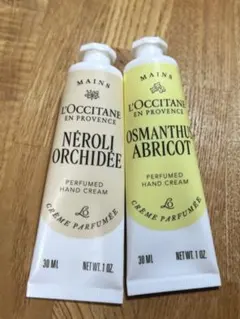 MAINS
L'OCCITANE
EN PROVENCE
NÉROLI
ORCHIDÉE
PERFUMED
HAND CREAM
CRÈME PARFUMÉE
30 ML NET WT. 1 OZ.
MAINS
L'OCCITANE
EN PROVENCE
OSMANTHUS
ABRICOT
PERFUMED
HAND CREAM
CRÈME PARFUMÉE
30 ML NET WT. 1 OZ.